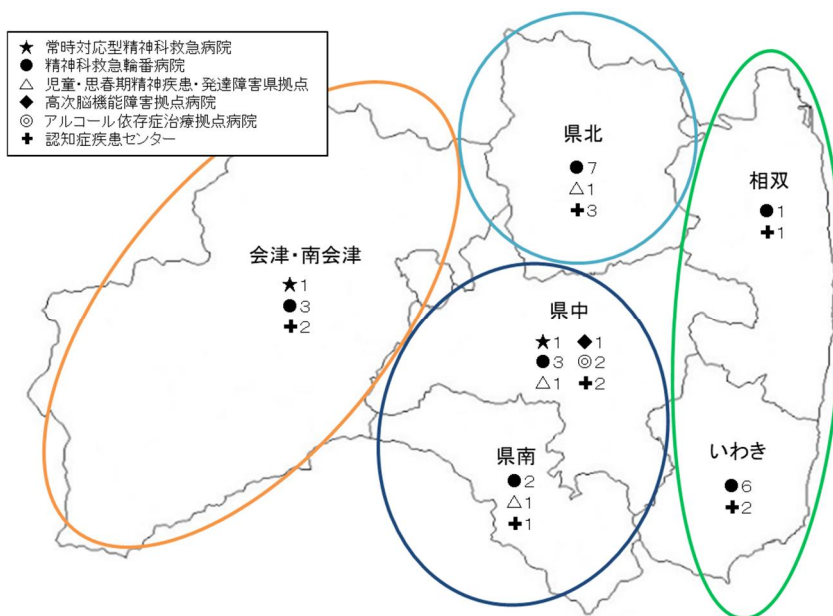 ★ 常時対応型精神科救急病院
● 精神科救急輪番病院
△ 児童・思春期精神疾患・発達障害県拠点
◆ 高次脳機能障害拠点病院
◎ アルコール依存症治療拠点病院
✚ 認知症疾患センター
県北
●7
△1
✚3
相双
●1
✚1
会津・南会津
★1
●3
✚2
県中
★1 ◆1
●3 ◎2
△1 ✚2
県南
●2
△1
✚1
いわき
●6
✚2